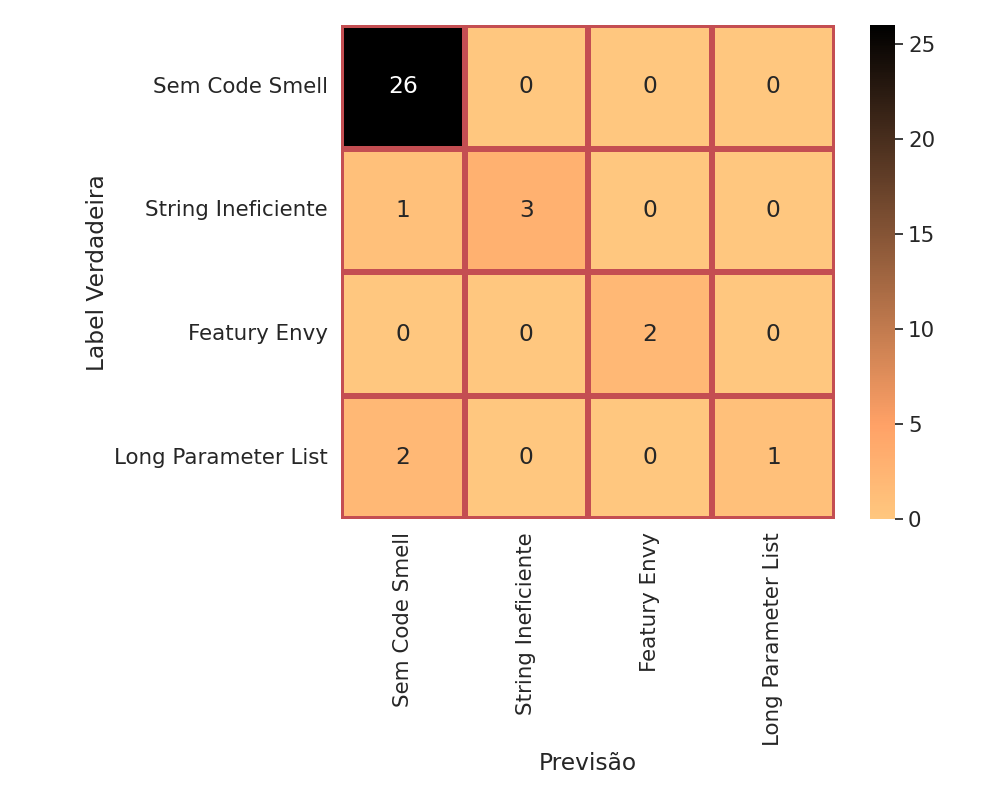 Label Verdadeira
Sem Code Smell
26 0 0 0
String Ineficiente
1 3 0 0
Featury Envy
0 0 2 0
Long Parameter List
2 0 0 1
Sem Code Smell
String Ineficiente
Featury Envy
Long Parameter List
Previsão
25
20
15
10
5
0